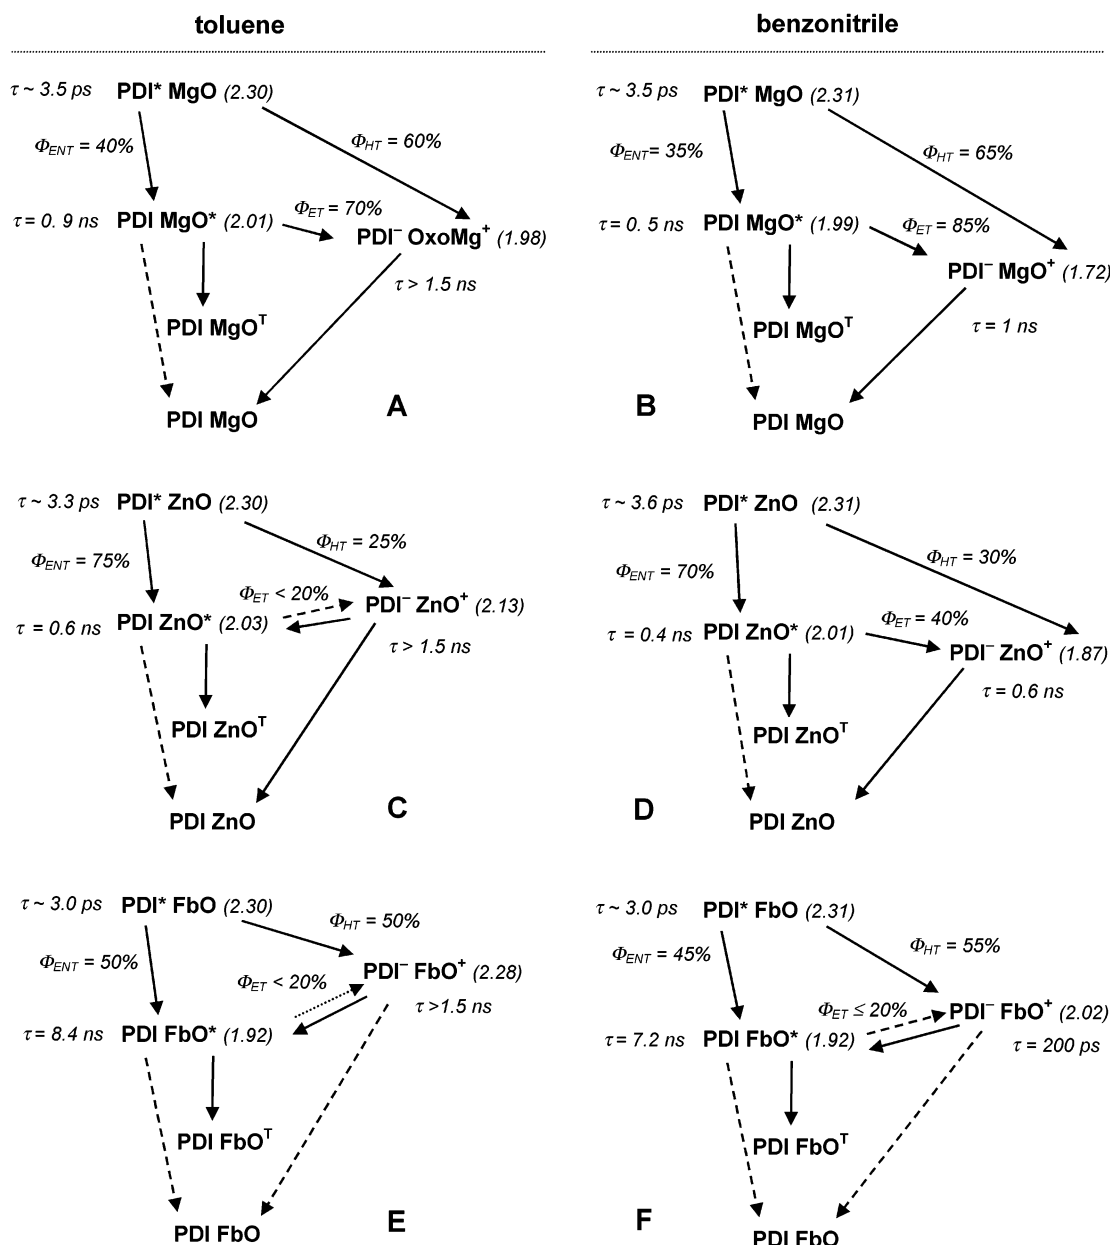 toluene
benzonitrile
τ ~ 3.5 ps PDI* MgO (2.30)
Φ_ENT = 40%
Φ_HT = 60%
τ = 0. 9 ns PDI MgO* (2.01)
Φ_ET = 70%
PDI⁻ OxoMg⁺ (1.98)
τ > 1.5 ns
PDI MgO^T
PDI MgO
A
τ ~ 3.5 ps PDI* MgO (2.31)
Φ_ENT= 35%
Φ_HT = 65%
τ = 0. 5 ns PDI MgO* (1.99)
Φ_ET = 85%
PDI⁻ MgO⁺ (1.72)
τ = 1 ns
PDI MgO^T
PDI MgO
B
τ ~ 3.3 ps PDI* ZnO (2.30)
Φ_HT = 25%
Φ_ENT = 75%
Φ_ET < 20%
PDI⁻ ZnO⁺ (2.13)
τ = 0.6 ns PDI ZnO* (2.03)
τ > 1.5 ns
PDI ZnO^T
PDI ZnO
C
τ ~ 3.6 ps PDI* ZnO (2.31)
Φ_HT = 30%
Φ_ENT = 70%
Φ_ET = 40%
τ = 0.4 ns PDI ZnO* (2.01)
PDI⁻ ZnO⁺ (1.87)
τ = 0.6 ns
PDI ZnO^T
PDI ZnO
D
τ ~ 3.0 ps PDI* FbO (2.30)
Φ_HT = 50%
Φ_ENT = 50%
PDI⁻ FbO⁺ (2.28)
Φ_ET < 20%
τ >1.5 ns
τ = 8.4 ns PDI FbO* (1.92)
PDI FbO^T
PDI FbO
E
τ ~ 3.0 ps PDI* FbO (2.31)
Φ_HT = 55%
Φ_ENT = 45%
Φ_ET ≤ 20%
PDI⁻ FbO⁺ (2.02)
τ = 7.2 ns PDI FbO* (1.92)
τ = 200 ps
PDI FbO^T
PDI FbO
F